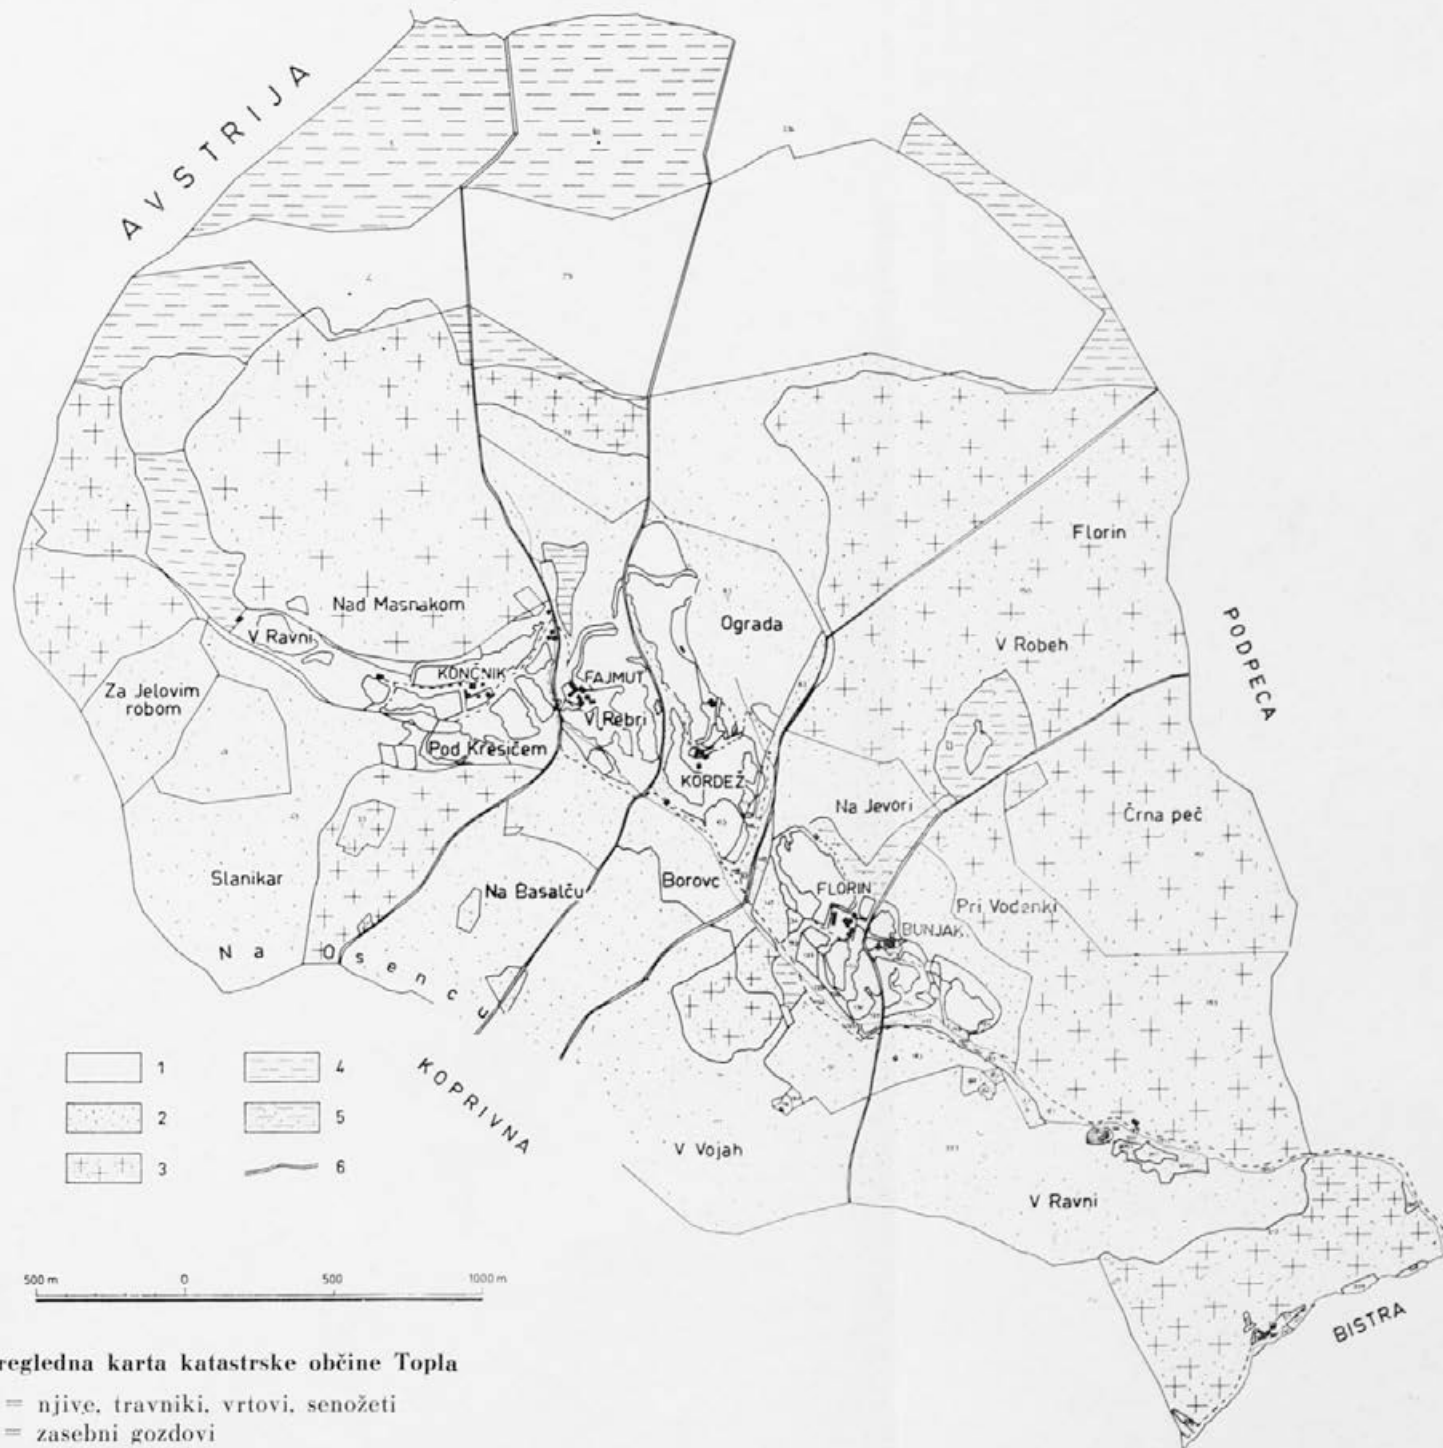 AVSTRIJA
Florin
Nad Masnakom
V Ravni
Ograda
V Robeh
PODPECA
KONČNIK
FAJMUT
Za Jelovim
robom
V Rebri
Pod Kresičem
KORDEŽ
Na Jevori
Črna peč
Slanikar
Na Basalču
Borovc
FLORIN
Pri Vodenki
BUNJAK
Na Osencu
KOPRIVNA
V Vojah
V Ravni
BISTRA
1
2
3
4
5
6
500 m 0 500 1000 m
regledna karta katastrske občine Topla
= njive, travniki, vrtovi, senožeti
= zasebni gozdovi